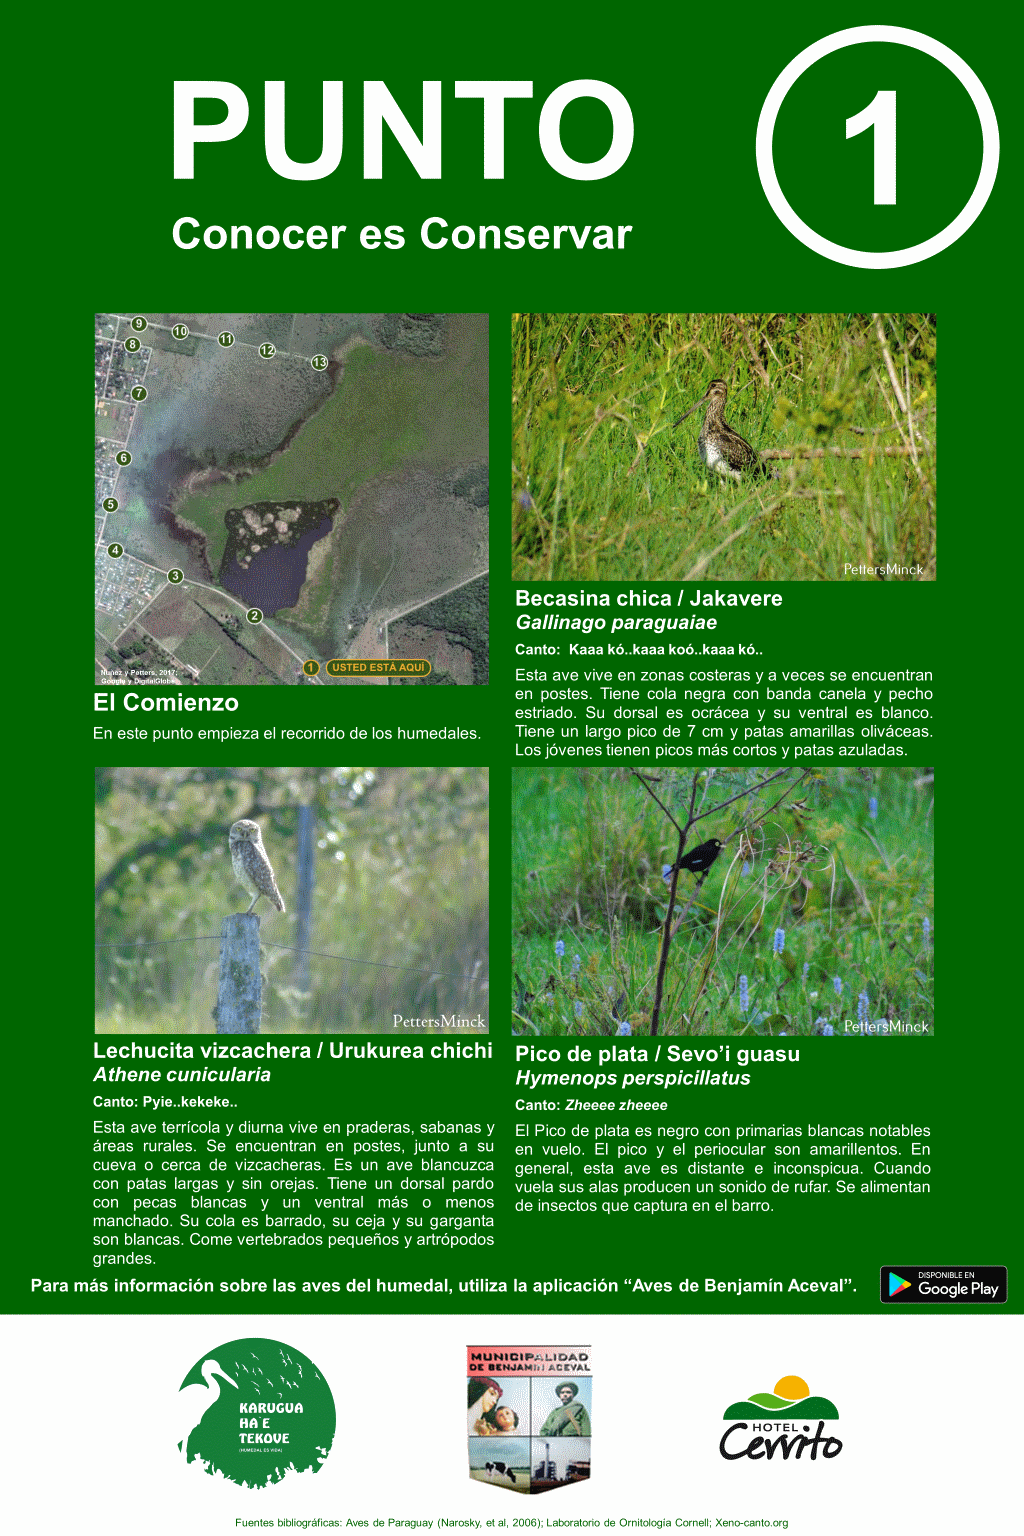 PUNTO
1
Conocer es Conservar
9
10
11
12
13
8
7
6
5
4
3
2
1 USTED ESTÁ AQUÍ
Nuñez y Petters, 2017;
Google y DigitalGlobe
El Comienzo
En este punto empieza el recorrido de los humedales.
PettersMinck
Becasina chica / Jakavere
Gallinago paraguaiae
Canto: Kaaa kó..kaaa koó..kaaa kó..
Esta ave vive en zonas costeras y a veces se encuentran
en postes. Tiene cola negra con banda canela y pecho
estriado. Su dorsal es ocrácea y su ventral es blanco.
Tiene un largo pico de 7 cm y patas amarillas oliváceas.
Los jóvenes tienen picos más cortos y patas azuladas.
PettersMinck
Lechucita vizcachera / Urukurea chichi
Athene cunicularia
Canto: Pyie..kekeke..
Esta ave terrícola y diurna vive en praderas, sabanas y
áreas rurales. Se encuentran en postes, junto a su
cueva o cerca de vizcacheras. Es un ave blancuzca
con patas largas y sin orejas. Tiene un dorsal pardo
con pecas blancas y un ventral más o menos
manchado. Su cola es barrado, su ceja y su garganta
son blancas. Come vertebrados pequeños y artrópodos
grandes.
PettersMinck
Pico de plata / Sevo’i guasu
Hymenops perspicillatus
Canto: Zheeee zheeee
El Pico de plata es negro con primarias blancas notables
en vuelo. El pico y el periocular son amarillentos. En
general, esta ave es distante e inconspicua. Cuando
vuela sus alas producen un sonido de rufar. Se alimentan
de insectos que captura en el barro.
Para más información sobre las aves del humedal, utiliza la aplicación “Aves de Benjamín Aceval”.
DISPONIBLE EN
Google Play
KARUGUA
HA'E
TEKOVE
(HUMEDAL ES VIDA)
MUNICIPALIDAD
DE BENJAMIN ACEVAL
HOTEL
Cerrito
Fuentes bibliográficas: Aves de Paraguay (Narosky, et al, 2006); Laboratorio de Ornitología Cornell; Xeno-canto.org